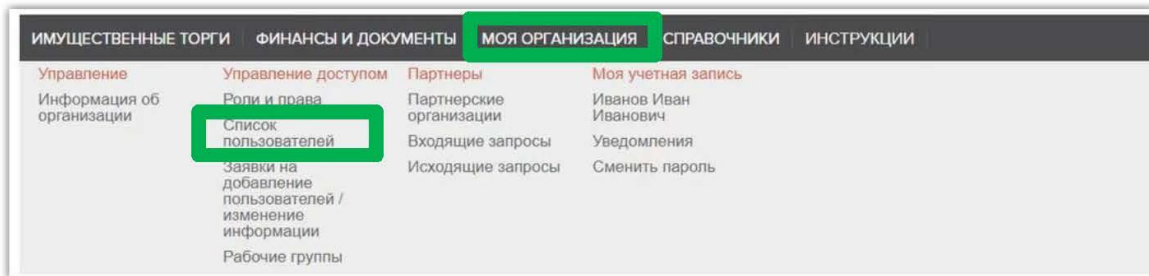 ИМУЩЕСТВЕННЫЕ ТОРГИ ФИНАНСЫ И ДОКУМЕНТЫ МОЯ ОРГАНИЗАЦИЯ СПРАВОЧНИКИ ИНСТРУКЦИИ
Управление
Информация об
организации
Управление доступом
Роли и права
Список
пользователей
Заявки на
добавление
пользователей /
изменение
информации
Рабочие группы
Партнеры
Партнерские
организации
Входящие запросы
Исходящие запросы
Моя учетная запись
Иванов Иван
Иванович
Уведомления
Сменить пароль